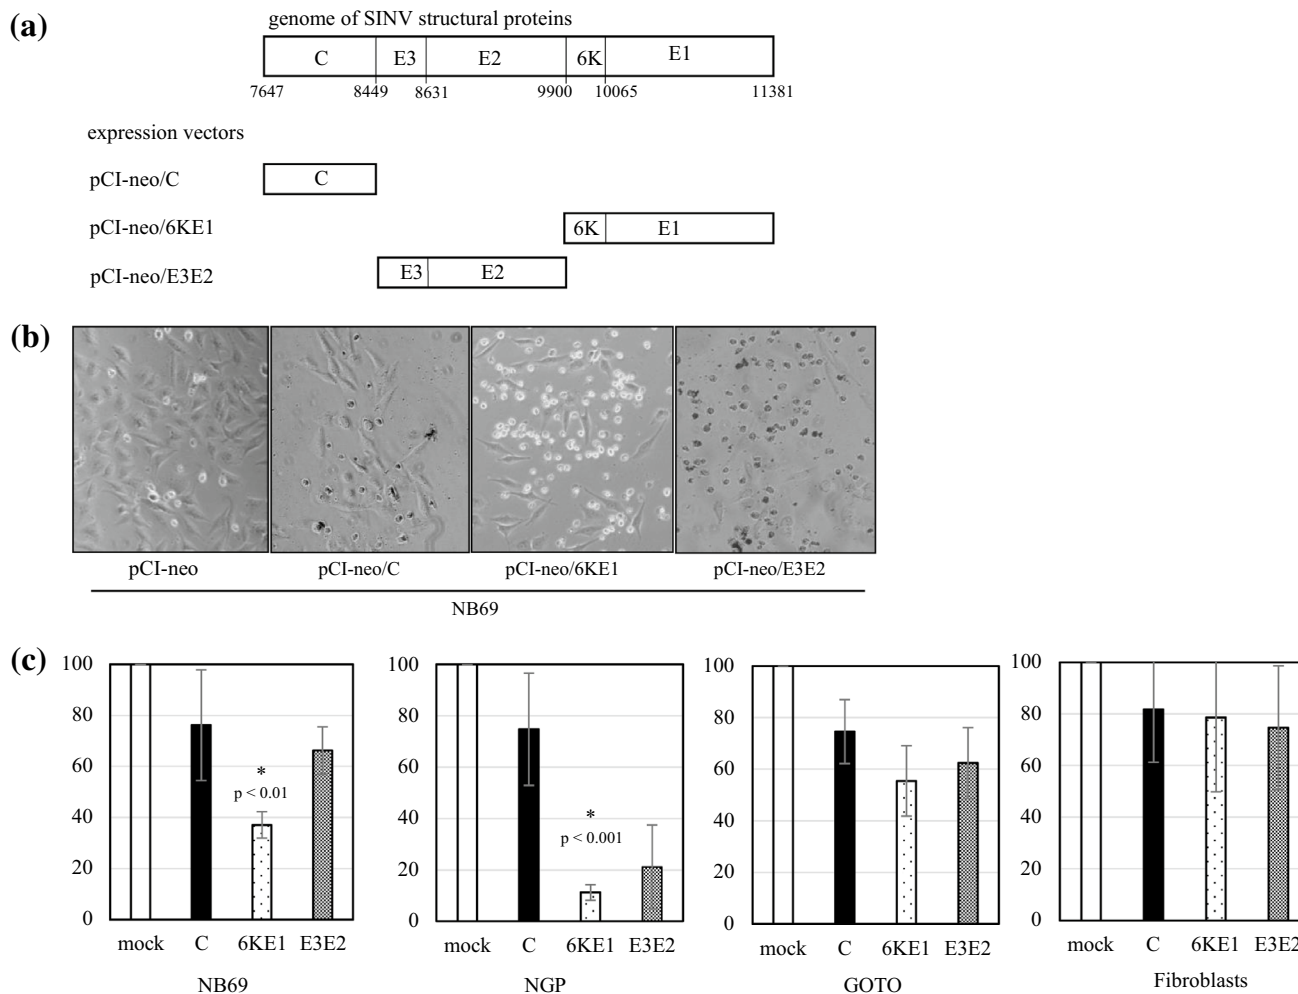 (a)
genome of SINV structural proteins
C E3 E2 6K E1
7647 8449 8631 9900 10065 11381
expression vectors
pCI-neo/C
C
pCI-neo/6KE1
6K E1
pCI-neo/E3E2
E3 E2
(b)
pCI-neo pCI-neo/C pCI-neo/6KE1 pCI-neo/E3E2
NB69
(c)
100
80
60
40
20
0
*
p < 0.01
mock C 6KE1 E3E2
NB69
100
80
60
40
20
0
*
p < 0.001
mock C 6KE1 E3E2
NGP
100
80
60
40
20
0
mock C 6KE1 E3E2
GOTO
100
80
60
40
20
0
mock C 6KE1 E3E2
Fibroblasts